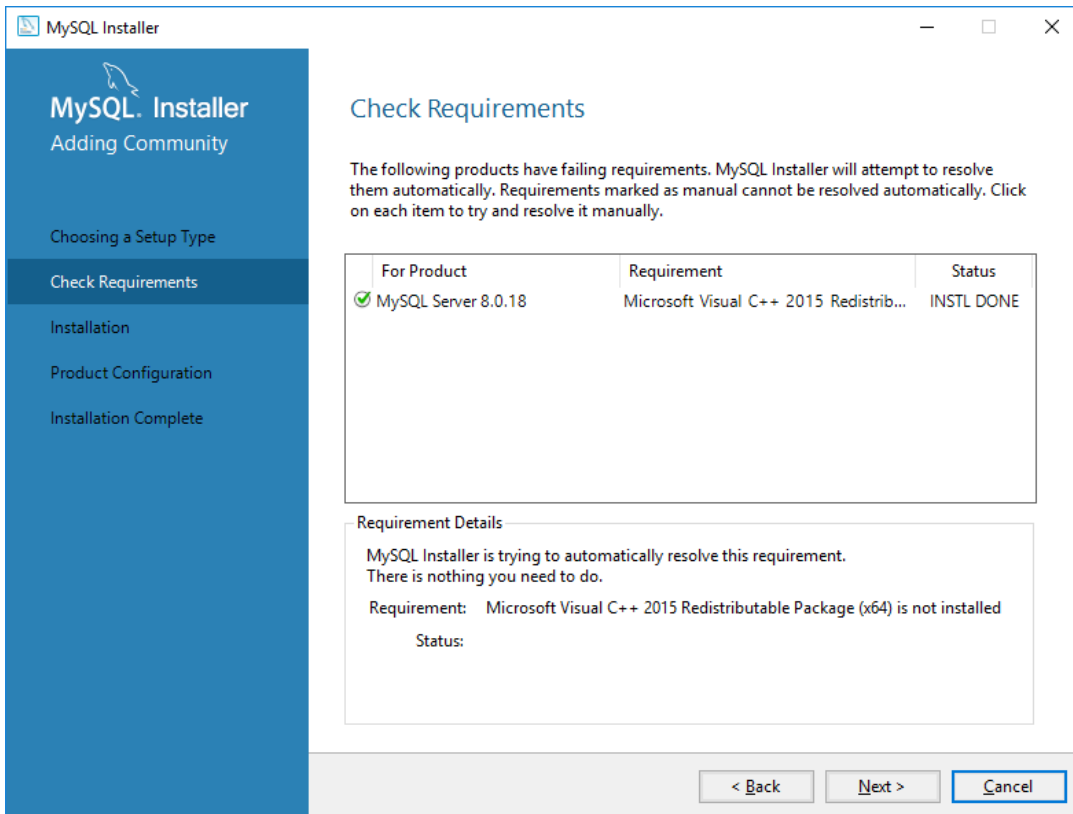 MySQL Installer
MySQL. Installer
Adding Community
Choosing a Setup Type
Check Requirements
Installation
Product Configuration
Installation Complete
Check Requirements
The following products have failing requirements. MySQL Installer will attempt to resolve
them automatically. Requirements marked as manual cannot be resolved automatically. Click
on each item to try and resolve it manually.
For Product Requirement Status
MySQL Server 8.0.18 Microsoft Visual C++ 2015 Redistrib... INSTL DONE
Requirement Details
MySQL Installer is trying to automatically resolve this requirement.
There is nothing you need to do.
Requirement: Microsoft Visual C++ 2015 Redistributable Package (x64) is not installed
Status:
< Back Next > Cancel